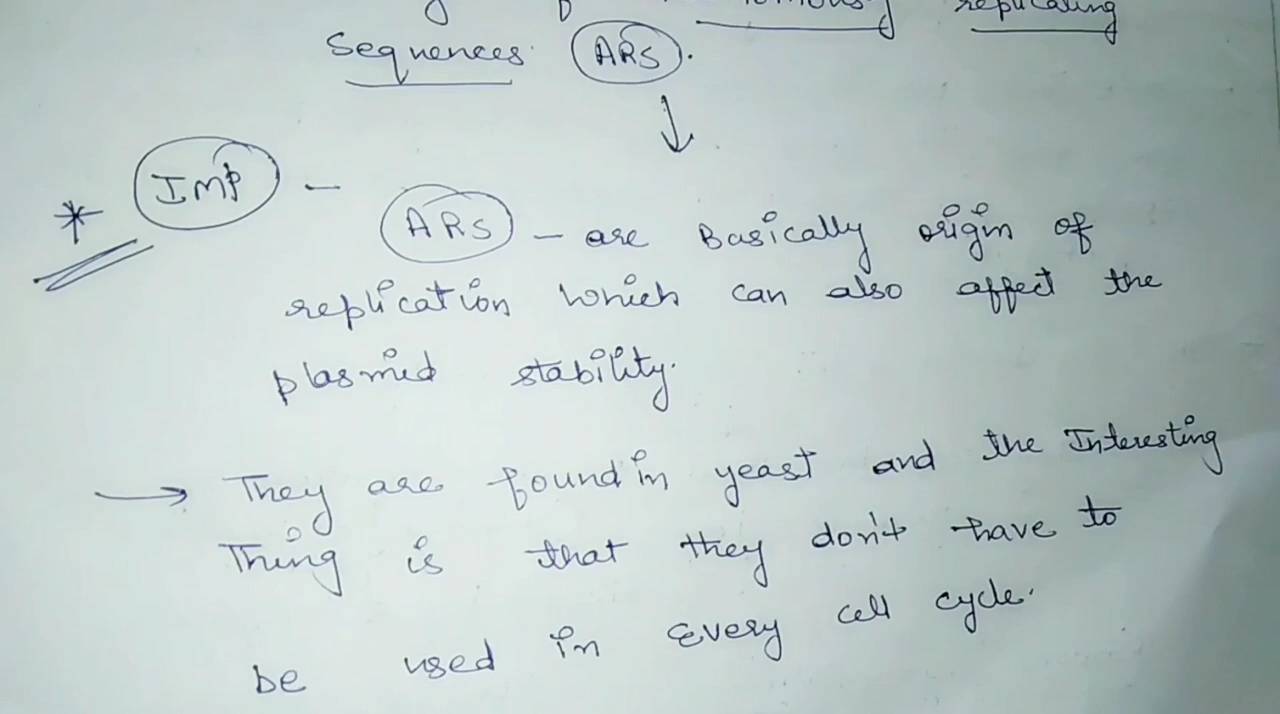 replicating
Sequences. ARS.
* Imp -
ARS - are Basically origin of
replication which can also affect the
plasmid stability.
→ They are found in yeast and the Interesting
Thing is that they don't have to
be used in Every cell cycle.